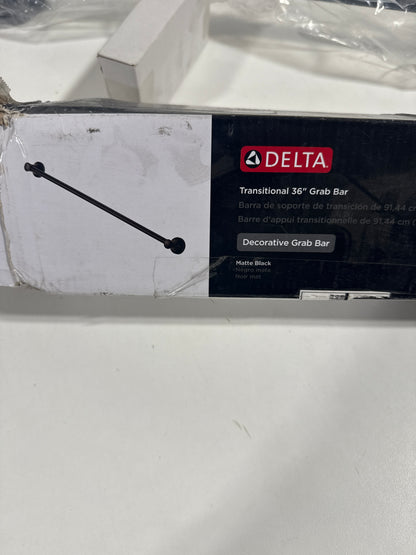 DELTA
Transitional 36" Grab Bar
Barra de soporte de transición de 91,44 cm
Barre d'appui transitionnelle de 91,44 cm (
Decorative Grab Bar
Matte Black
Negro mate
Noir mat